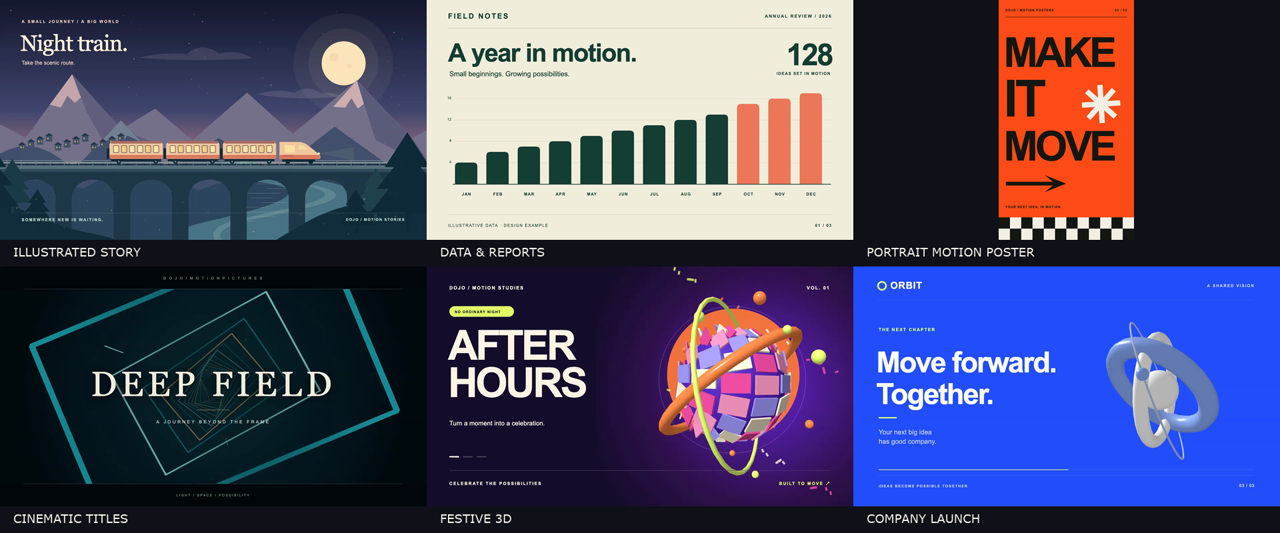 A SMALL JOURNEY / A BIG WORLD
Night train.
Take the scenic route.
SOMEWHERE NEW IS WAITING.
DOJO / MOTION STORIES
ILLUSTRATED STORY
FIELD NOTES
ANNUAL REVIEW / 2026
A year in motion.
Small beginnings. Growing possibilities.
128
IDEAS SET IN MOTION
16
12
8
4
JAN FEB MAR APR MAY JUN JUL AUG SEP OCT NOV DEC
ILLUSTRATIVE DATA · DESIGN EXAMPLE
01 / 03
DATA & REPORTS
DOJO / MOTION POSTERS
MAKE
IT
MOVE
YOUR NEXT IDEA, IN MOTION.
PORTRAIT MOTION POSTER
DOJO/MOTIONPICTURES
DEEP FIELD
A JOURNEY BEYOND THE FRAME
LIGHT / SPACE / POSSIBILITY
CINEMATIC TITLES
DOJO / MOTION STUDIES
VOL. 01
NO ORDINARY NIGHT
AFTER
HOURS
Turn a moment into a celebration.
CELEBRATE THE POSSIBILITIES
BUILT TO MOVE ↗
FESTIVE 3D
ORBIT
A SHARED VISION
THE NEXT CHAPTER
Move forward.
Together.
Your next big idea
has good company.
IDEAS BECOME POSSIBLE TOGETHER
03 / 03
COMPANY LAUNCH